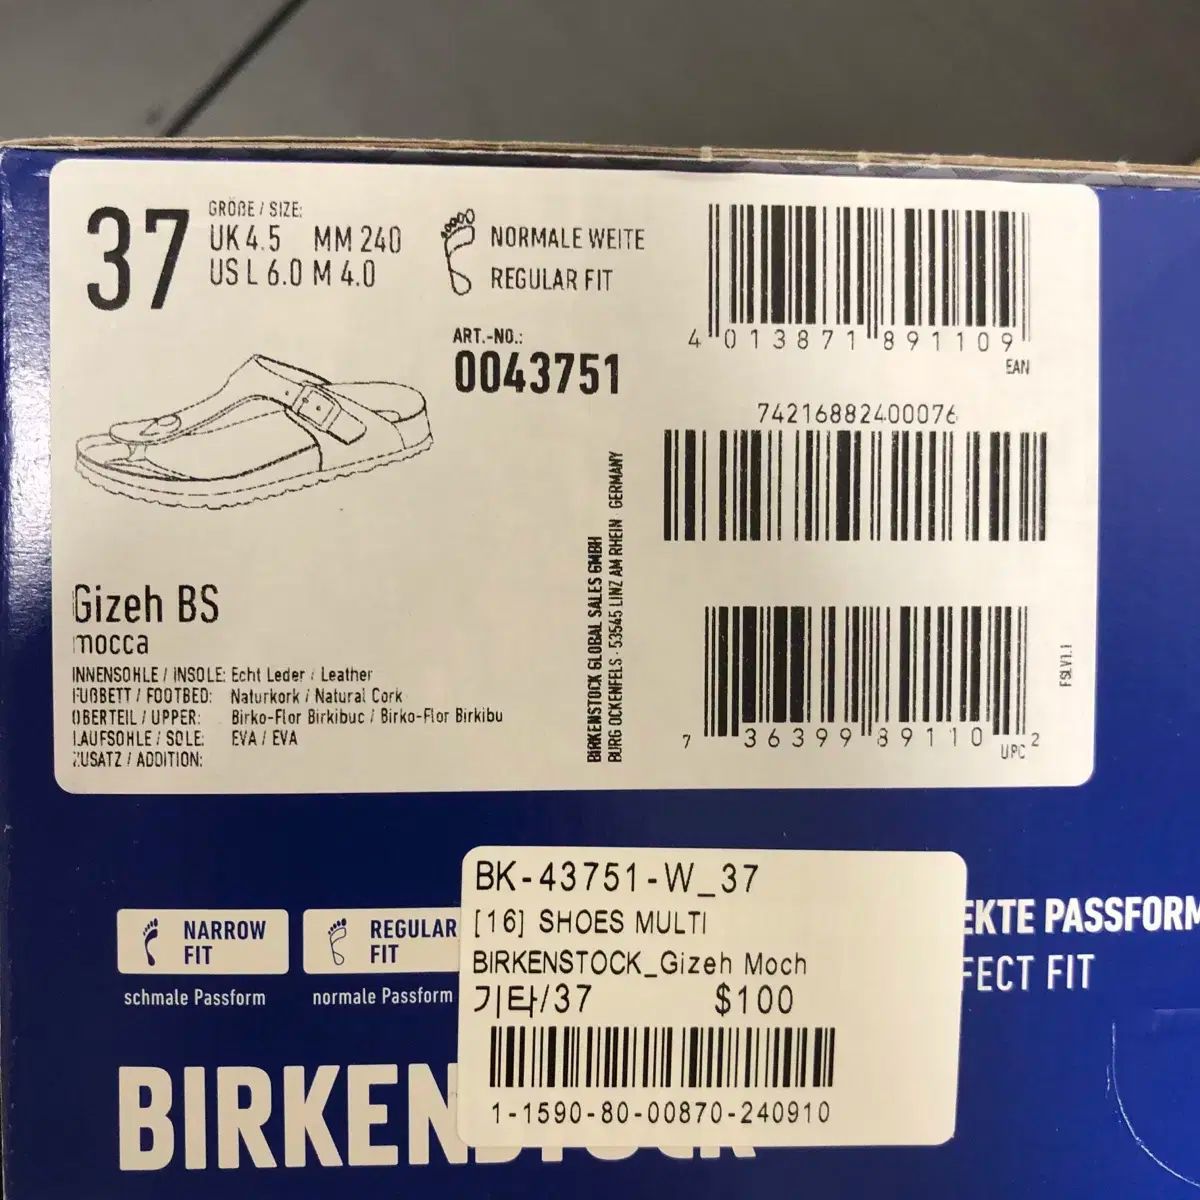 37
GRÖßE / SIZE:
UK 4.5 MM 240
US L 6.0 M 4.0
NORMALE WEITE
REGULAR FIT
ART.-NO.:
0043751
4 013871 891109
EAN
74216882400076
7 36399 89110 2
UPC
FSLV1.1
BIRKENSTOCK GLOBAL SALES GMBH
BURG OCKENFELS · 53545 LINZ AM RHEIN GERMANY
Gizeh BS
mocca
INNENSOHLE / INSOLE: Echt Leder / Leather
FUßBETT / FOOTBED: Naturkork / Natural Cork
OBERTEIL / UPPER: Birko-Flor Birkibuc / Birko-Flor Birkibu
LAUFSOHLE / SOLE: EVA / EVA
ZUSATZ / ADDITION:
NARROW
FIT
schmale Passform
REGULAR
FIT
normale Passform
BK-43751-W_37
[16] SHOES MULTI
BIRKENSTOCK_Gizeh Moch
기타/37 $100
1-1590-80-00870-240910
EKTE PASSFORM
FECT FIT
BIRKENSTOCK